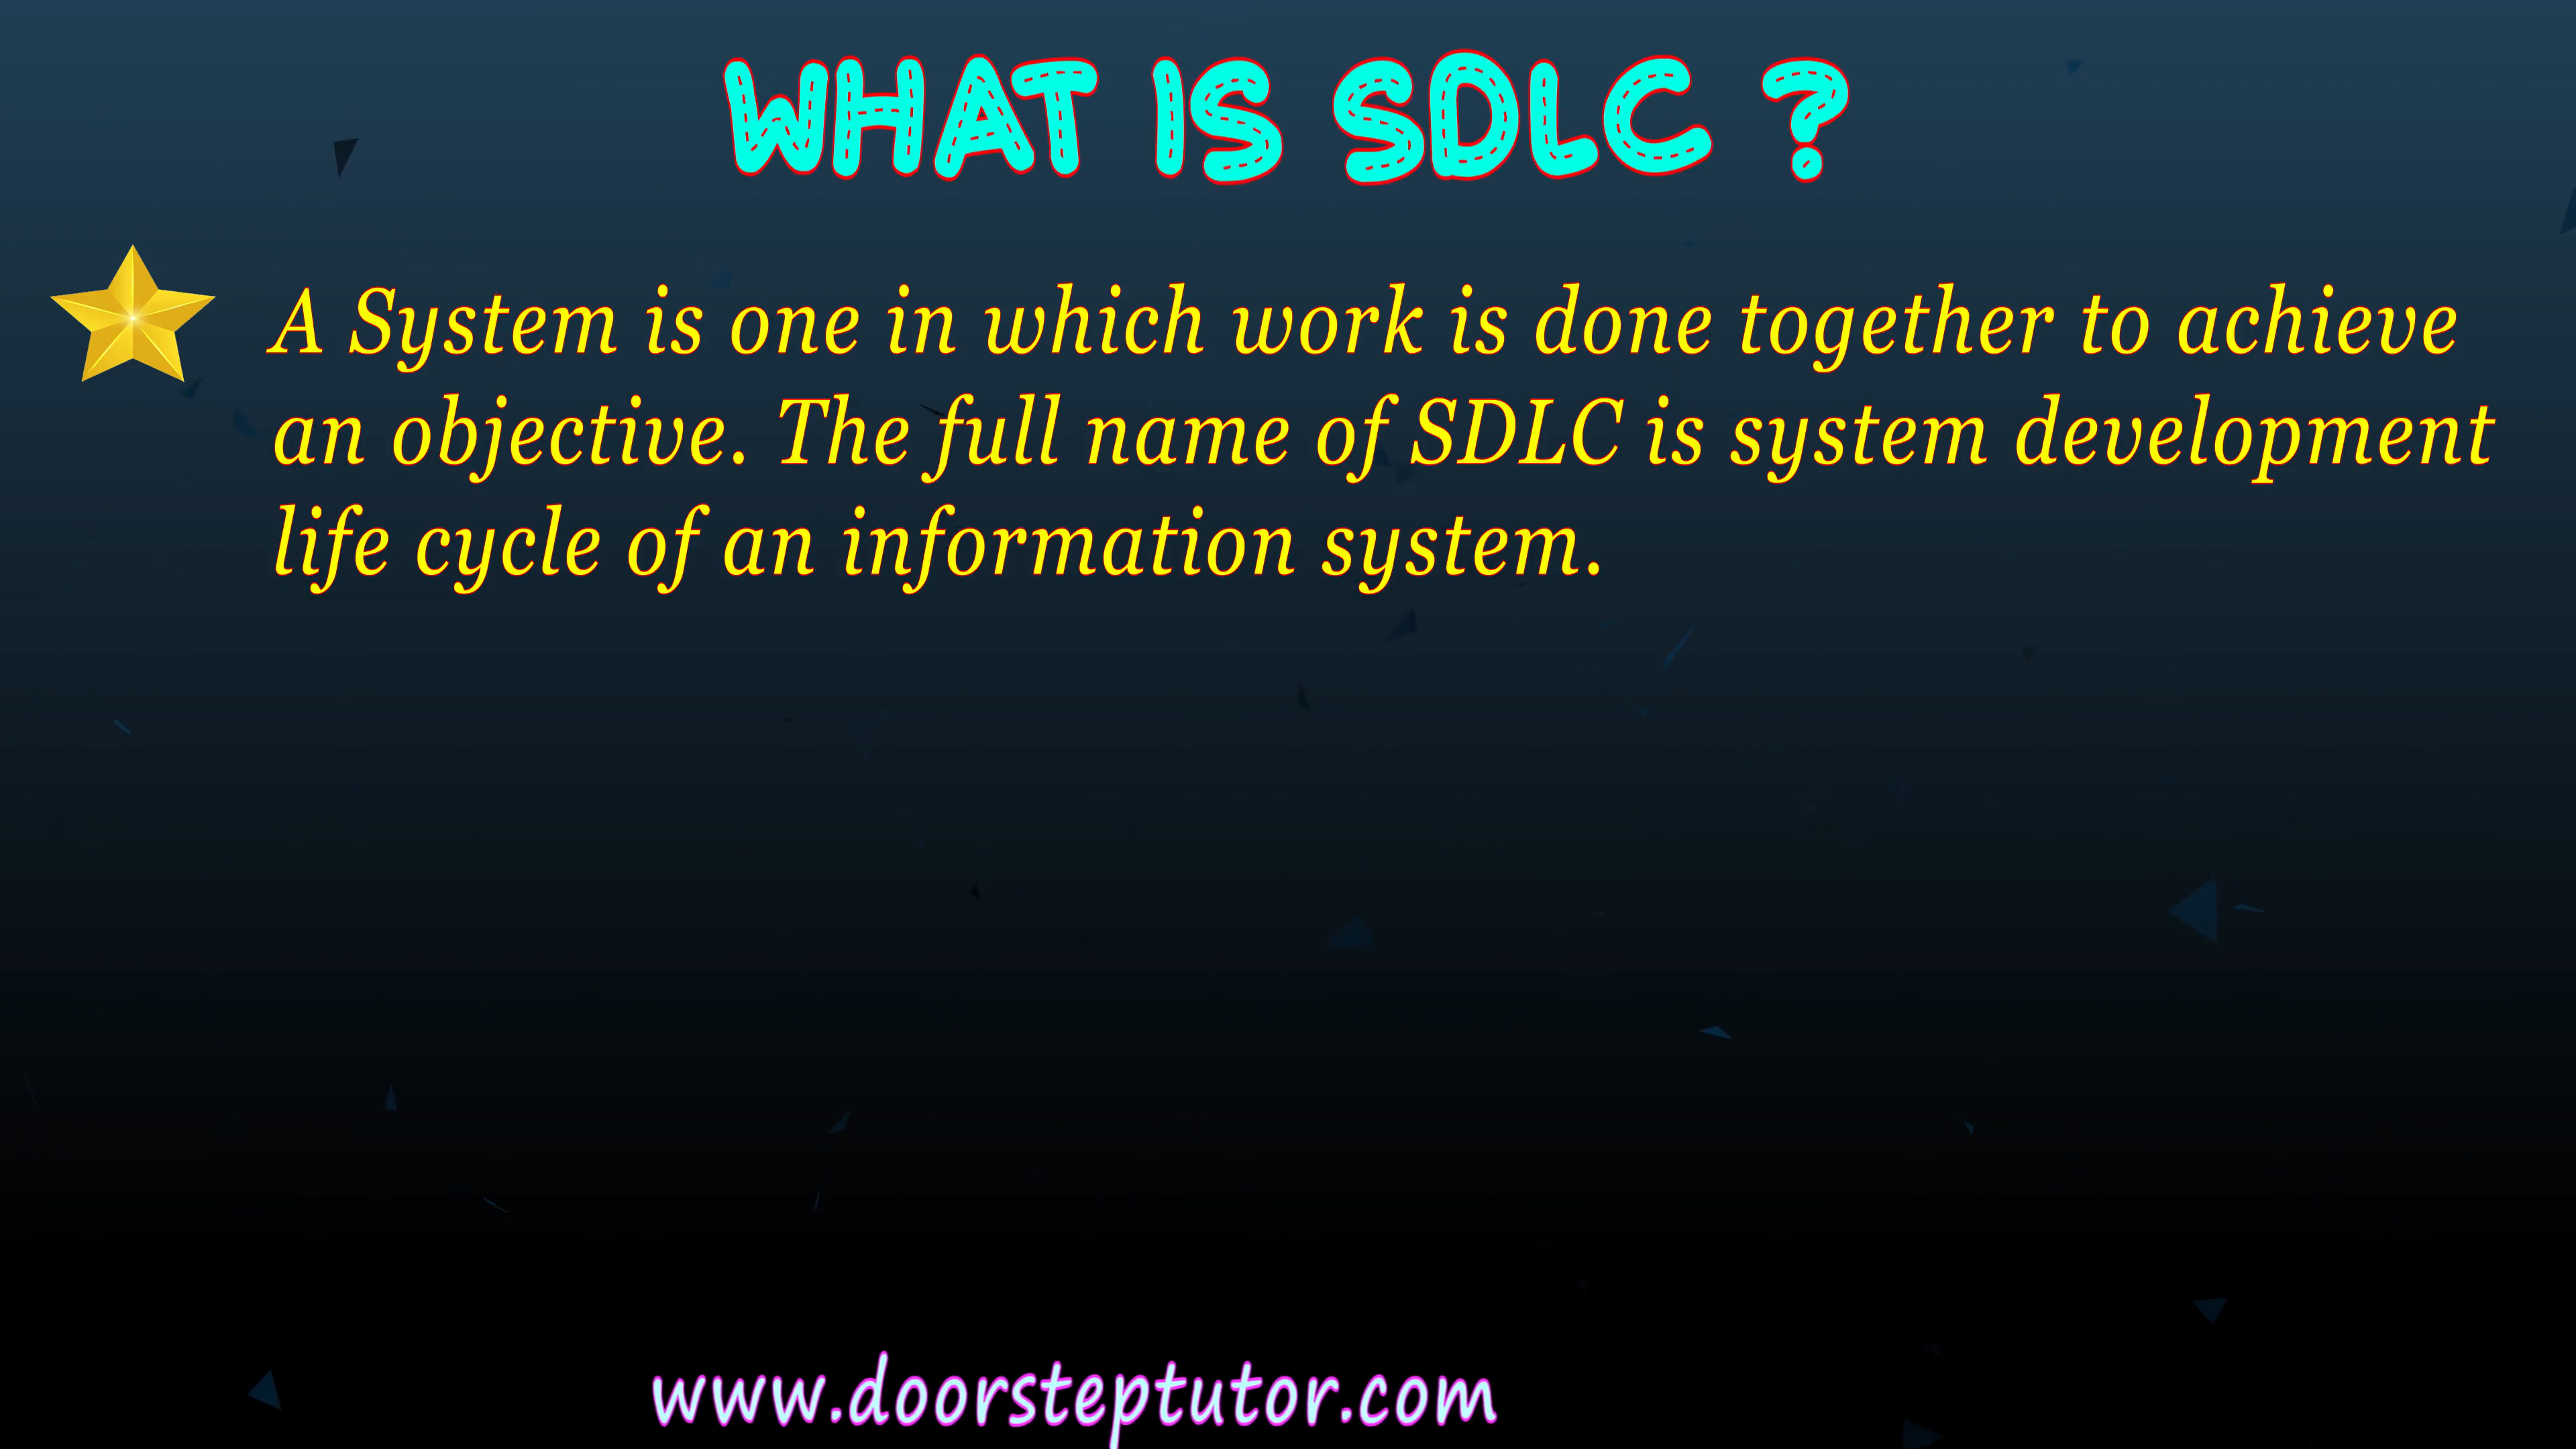 WHAT IS SDLC ?
A System is one in which work is done together to achieve
an objective. The full name of SDLC is system development
life cycle of an information system.
www.doorsteptutor.com